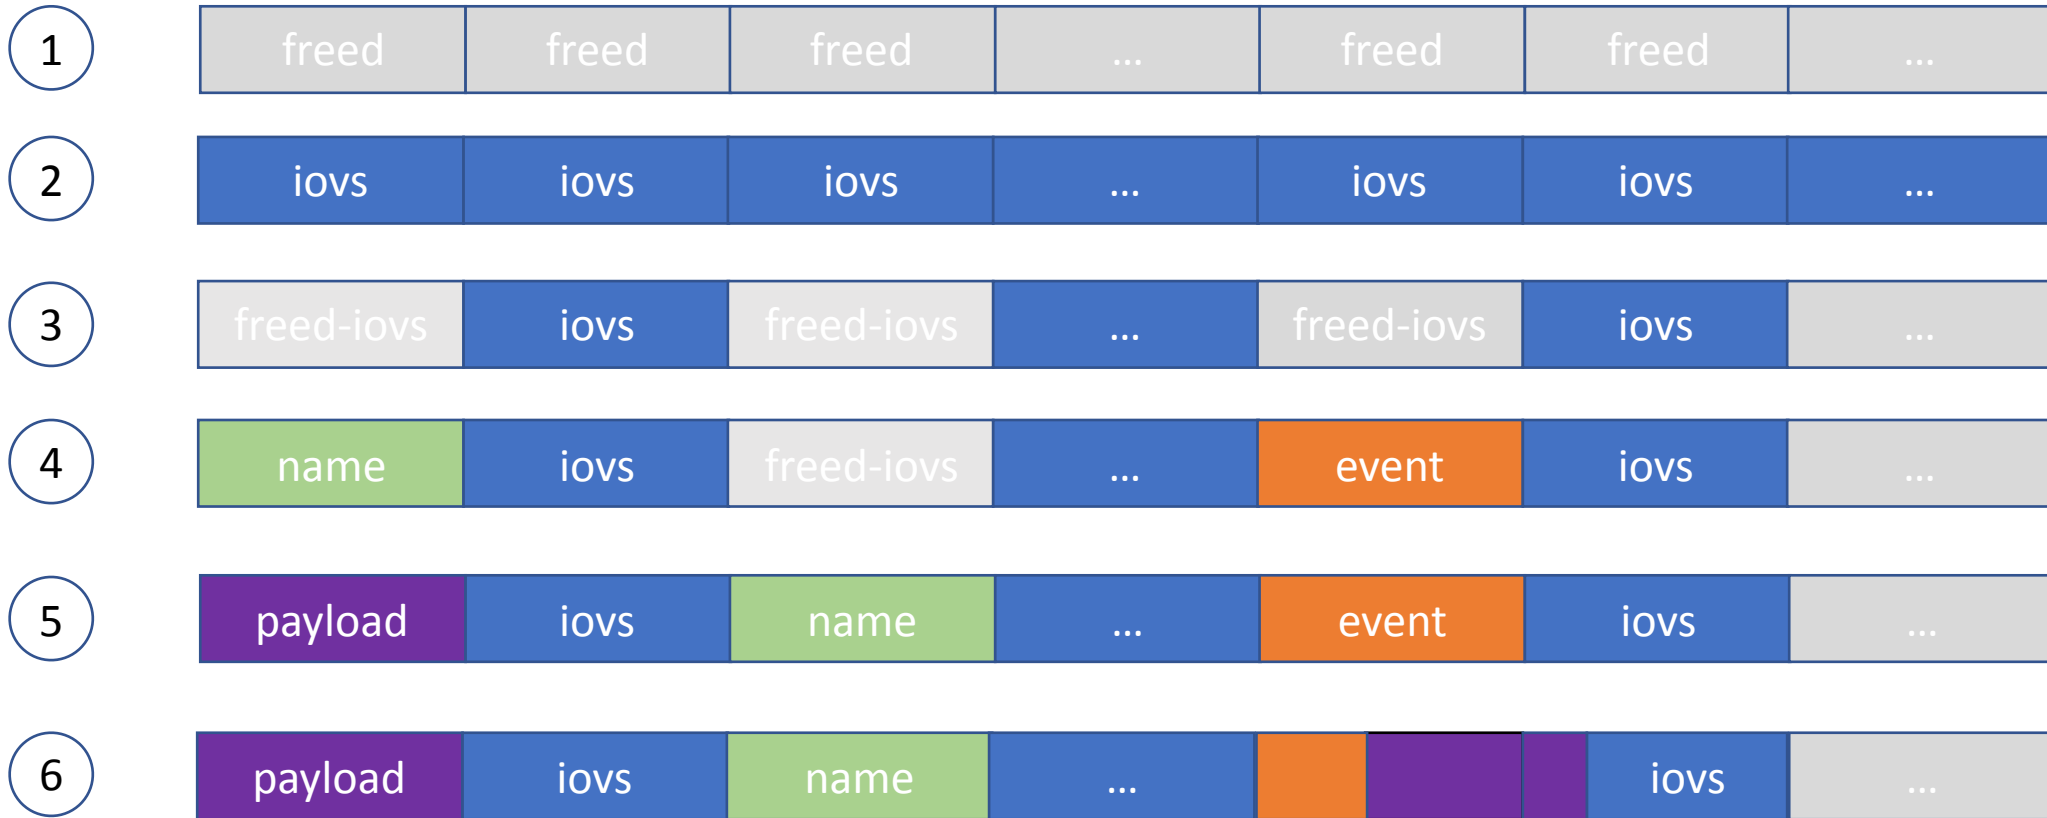 1 freed freed freed ... freed freed ...
2 iovs iovs iovs ... iovs iovs ...
3 freed-iovs iovs freed-iovs ... freed-iovs iovs ...
4 name iovs freed-iovs ... event iovs ...
5 payload iovs name ... event iovs ...
6 payload iovs name ... iovs ...